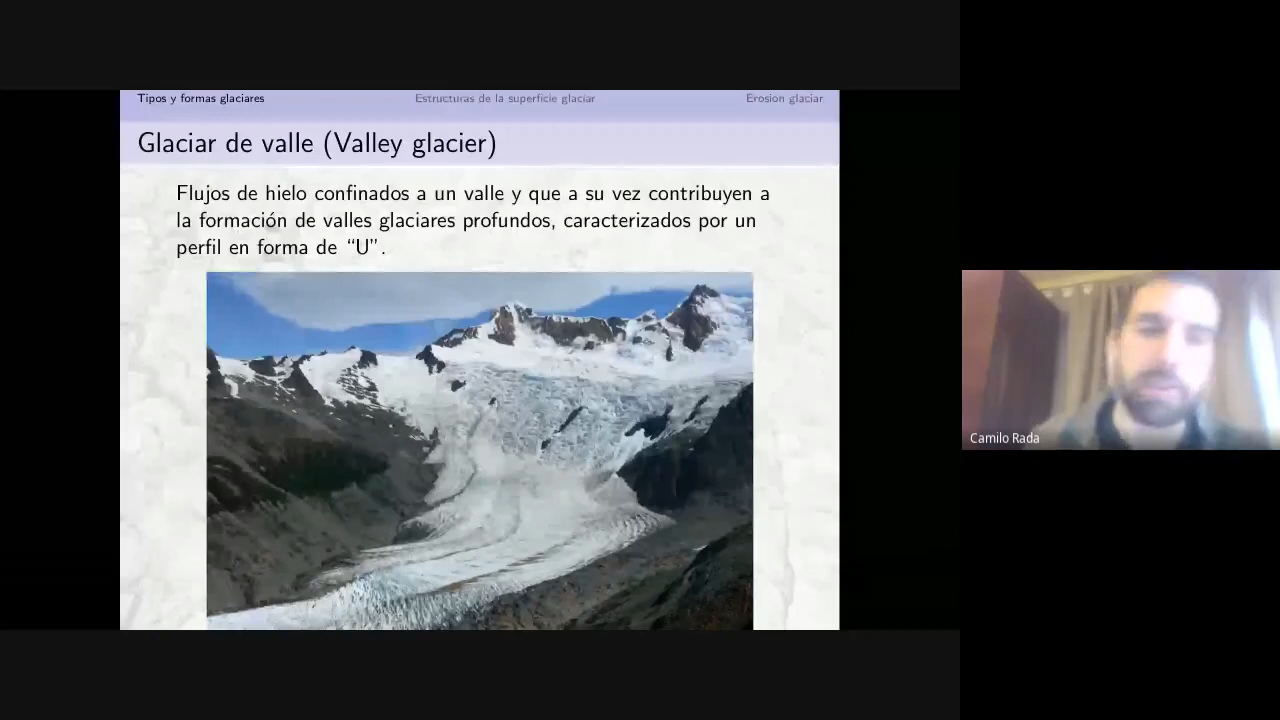 Tipos y formas glaciares
Estructuras de la superficie glaciar
Erosión glaciar
Glaciar de valle (Valley glacier)
Flujos de hielo confinados a un valle y que a su vez contribuyen a
la formación de valles glaciares profundos, caracterizados por un
perfil en forma de “U”.
Camilo Rada